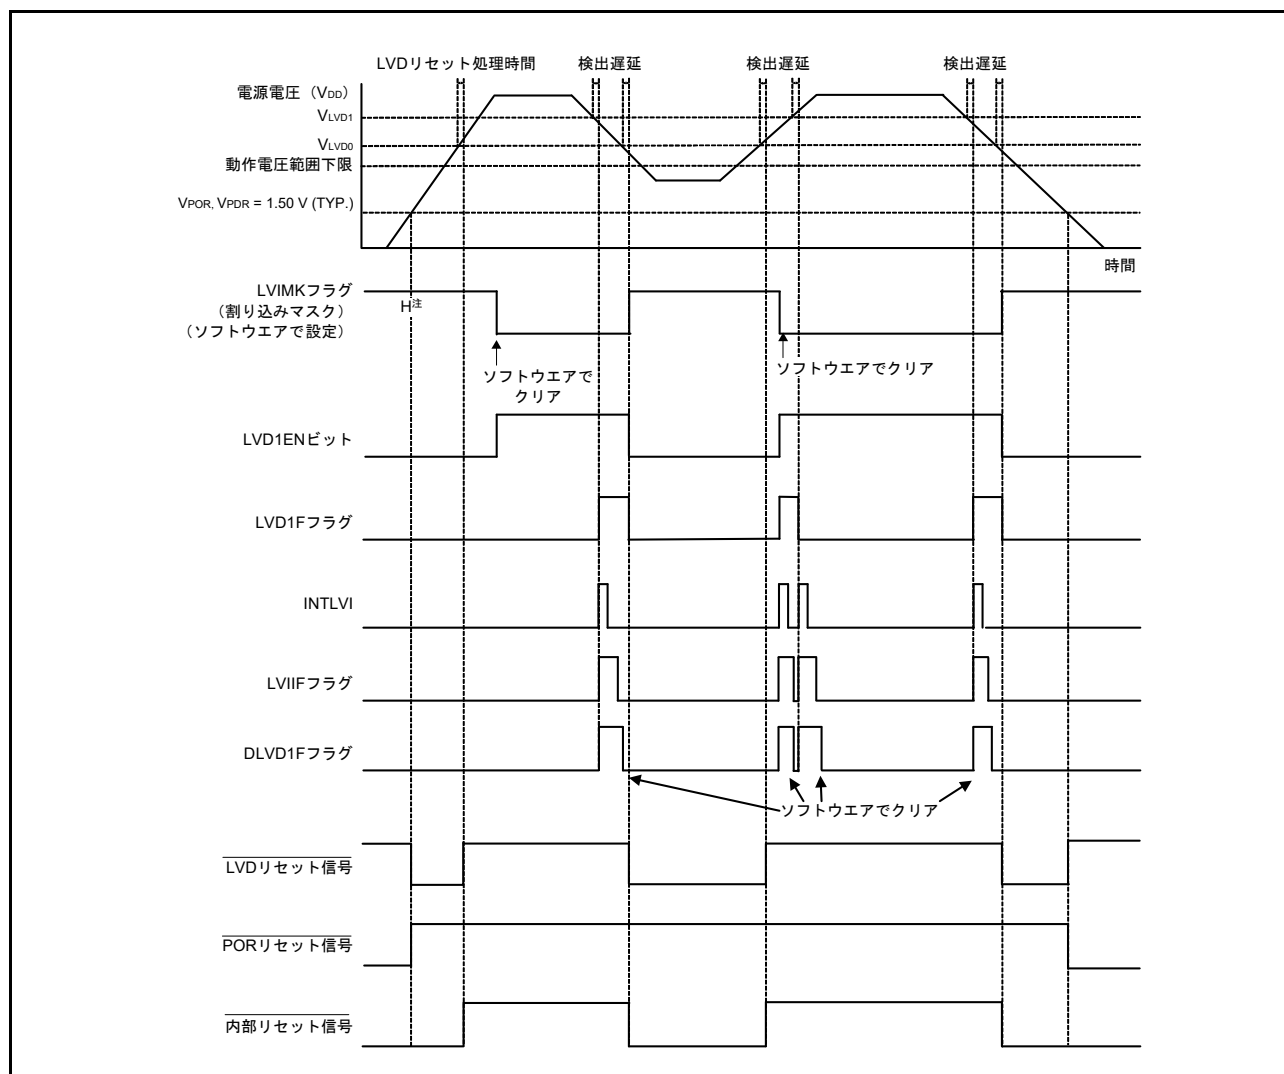 LVDリセット処理時間
検出遅延
検出遅延
検出遅延
電源電圧（VDD）
VLVD1
VLVD0
動作電圧範囲下限
VPOR, VPDR = 1.50 V (TYP.)
時間
LVIMKフラグ
（割り込みマスク）
（ソフトウエアで設定）
H注
ソフトウエアで
クリア
ソフトウエアでクリア
LVD1ENビット
LVD1Fフラグ
INTLVI
LVIIFフラグ
DLVD1Fフラグ
ソフトウエアでクリア
LVDリセット信号
PORリセット信号
内部リセット信号